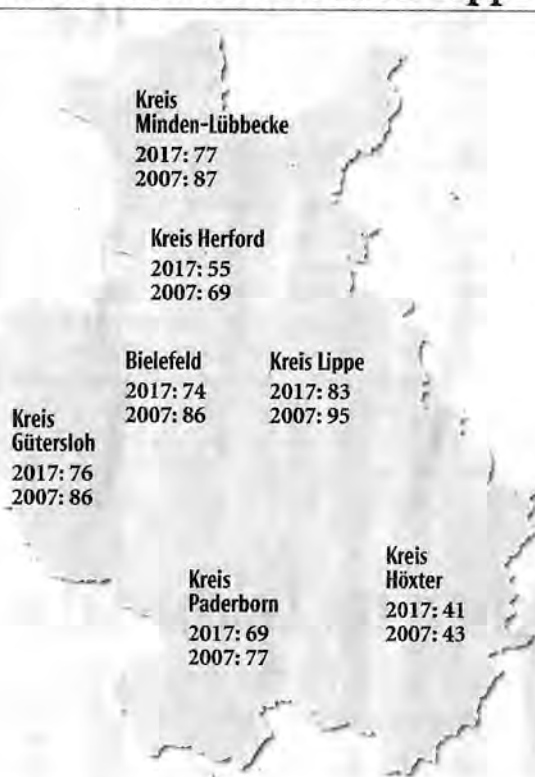 Kreis
Minden-Lübbecke
2017: 77
2007: 87
Kreis Herford
2017: 55
2007: 69
Bielefeld
2017: 74
2007: 86
Kreis Lippe
2017: 83
2007: 95
Kreis
Gütersloh
2017: 76
2007: 86
Kreis
Höxter
2017: 41
2007: 43
Kreis
Paderborn
2017: 69
2007: 77